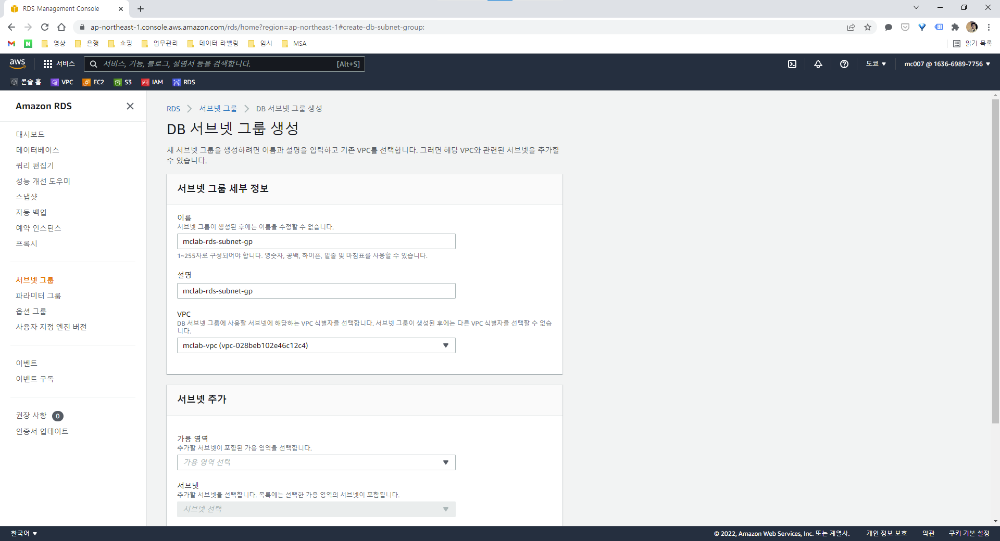 RDS Management Console
ap-northeast-1.console.aws.amazon.com/rds/home?region=ap-northeast-1#create-db-subnet-group:
영상 은행 쇼핑 업무관리 데이터 라벨링 임시 MSA 읽기 목록
aws 서비스 서비스, 기능, 블로그, 설명서 등을 검색합니다. [Alt+S] 도쿄 mc007 @ 1636-6989-7756
콘솔 홈 VPC EC2 S3 IAM RDS
Amazon RDS
대시보드
데이터베이스
쿼리 편집기
성능 개선 도우미
스냅샷
자동 백업
예약 인스턴스
프록시
서브넷 그룹
파라미터 그룹
옵션 그룹
사용자 지정 엔진 버전
이벤트
이벤트 구독
권장 사항 0
인증서 업데이트
RDS 서브넷 그룹 DB 서브넷 그룹 생성
DB 서브넷 그룹 생성
새 서브넷 그룹을 생성하려면 이름과 설명을 입력하고 기존 VPC를 선택합니다. 그러면 해당 VPC와 관련된 서브넷을 추가할
수 있습니다.
서브넷 그룹 세부 정보
이름
서브넷 그룹이 생성된 후에는 이름을 수정할 수 없습니다.
mclab-rds-subnet-gp
1~255자로 구성되어야 합니다. 영숫자, 공백, 하이픈, 밑줄 및 마침표를 사용할 수 있습니다.
설명
mclab-rds-subnet-gp
VPC
DB 서브넷 그룹에 사용할 서브넷에 해당하는 VPC 식별자를 선택합니다. 서브넷 그룹이 생성된 후에는 다른 VPC 식별자를 선택할 수 없습
니다.
mclab-vpc (vpc-028beb102e46c12c4)
서브넷 추가
가용 영역
추가할 서브넷이 포함된 가용 영역을 선택합니다.
가용 영역 선택
서브넷
추가할 서브넷을 선택합니다. 목록에는 선택한 가용 영역의 서브넷이 포함됩니다.
서브넷 선택
한국어 © 2022, Amazon Web Services, Inc. 또는 계열사. 개인 정보 보호 약관 쿠키 기본 설정